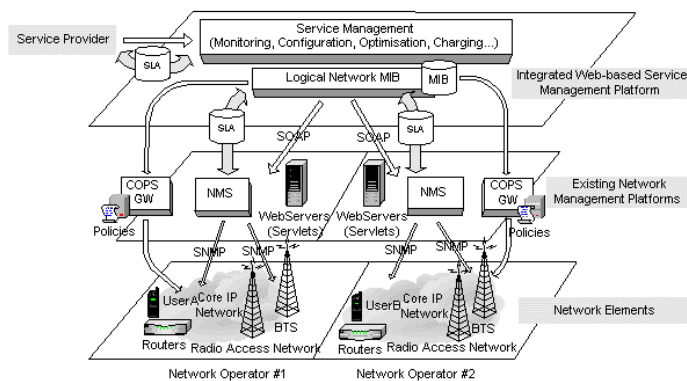 Service Management
(Monitoring, Configuration, Optimisation, Charging...)
Service Provider
SLA
Logical Network MIB
MIB
Integrated Web-based Service
Management Platform
SLA
SOAP
SOAP
SLA
COPS
GW
NMS
WebServers
(Servlets)
WebServers
(Servlets)
NMS
COPS
GW
Existing Network
Management Platforms
Policies
Policies
SNMP
SNMP
SNMP
SNMP
UserA
Core IP
Network
BTS
Routers
Radio Access Network
UserB
Core IP
Network
BTS
Routers
Radio Access Network
Network Elements
Network Operator #1
Network Operator #2